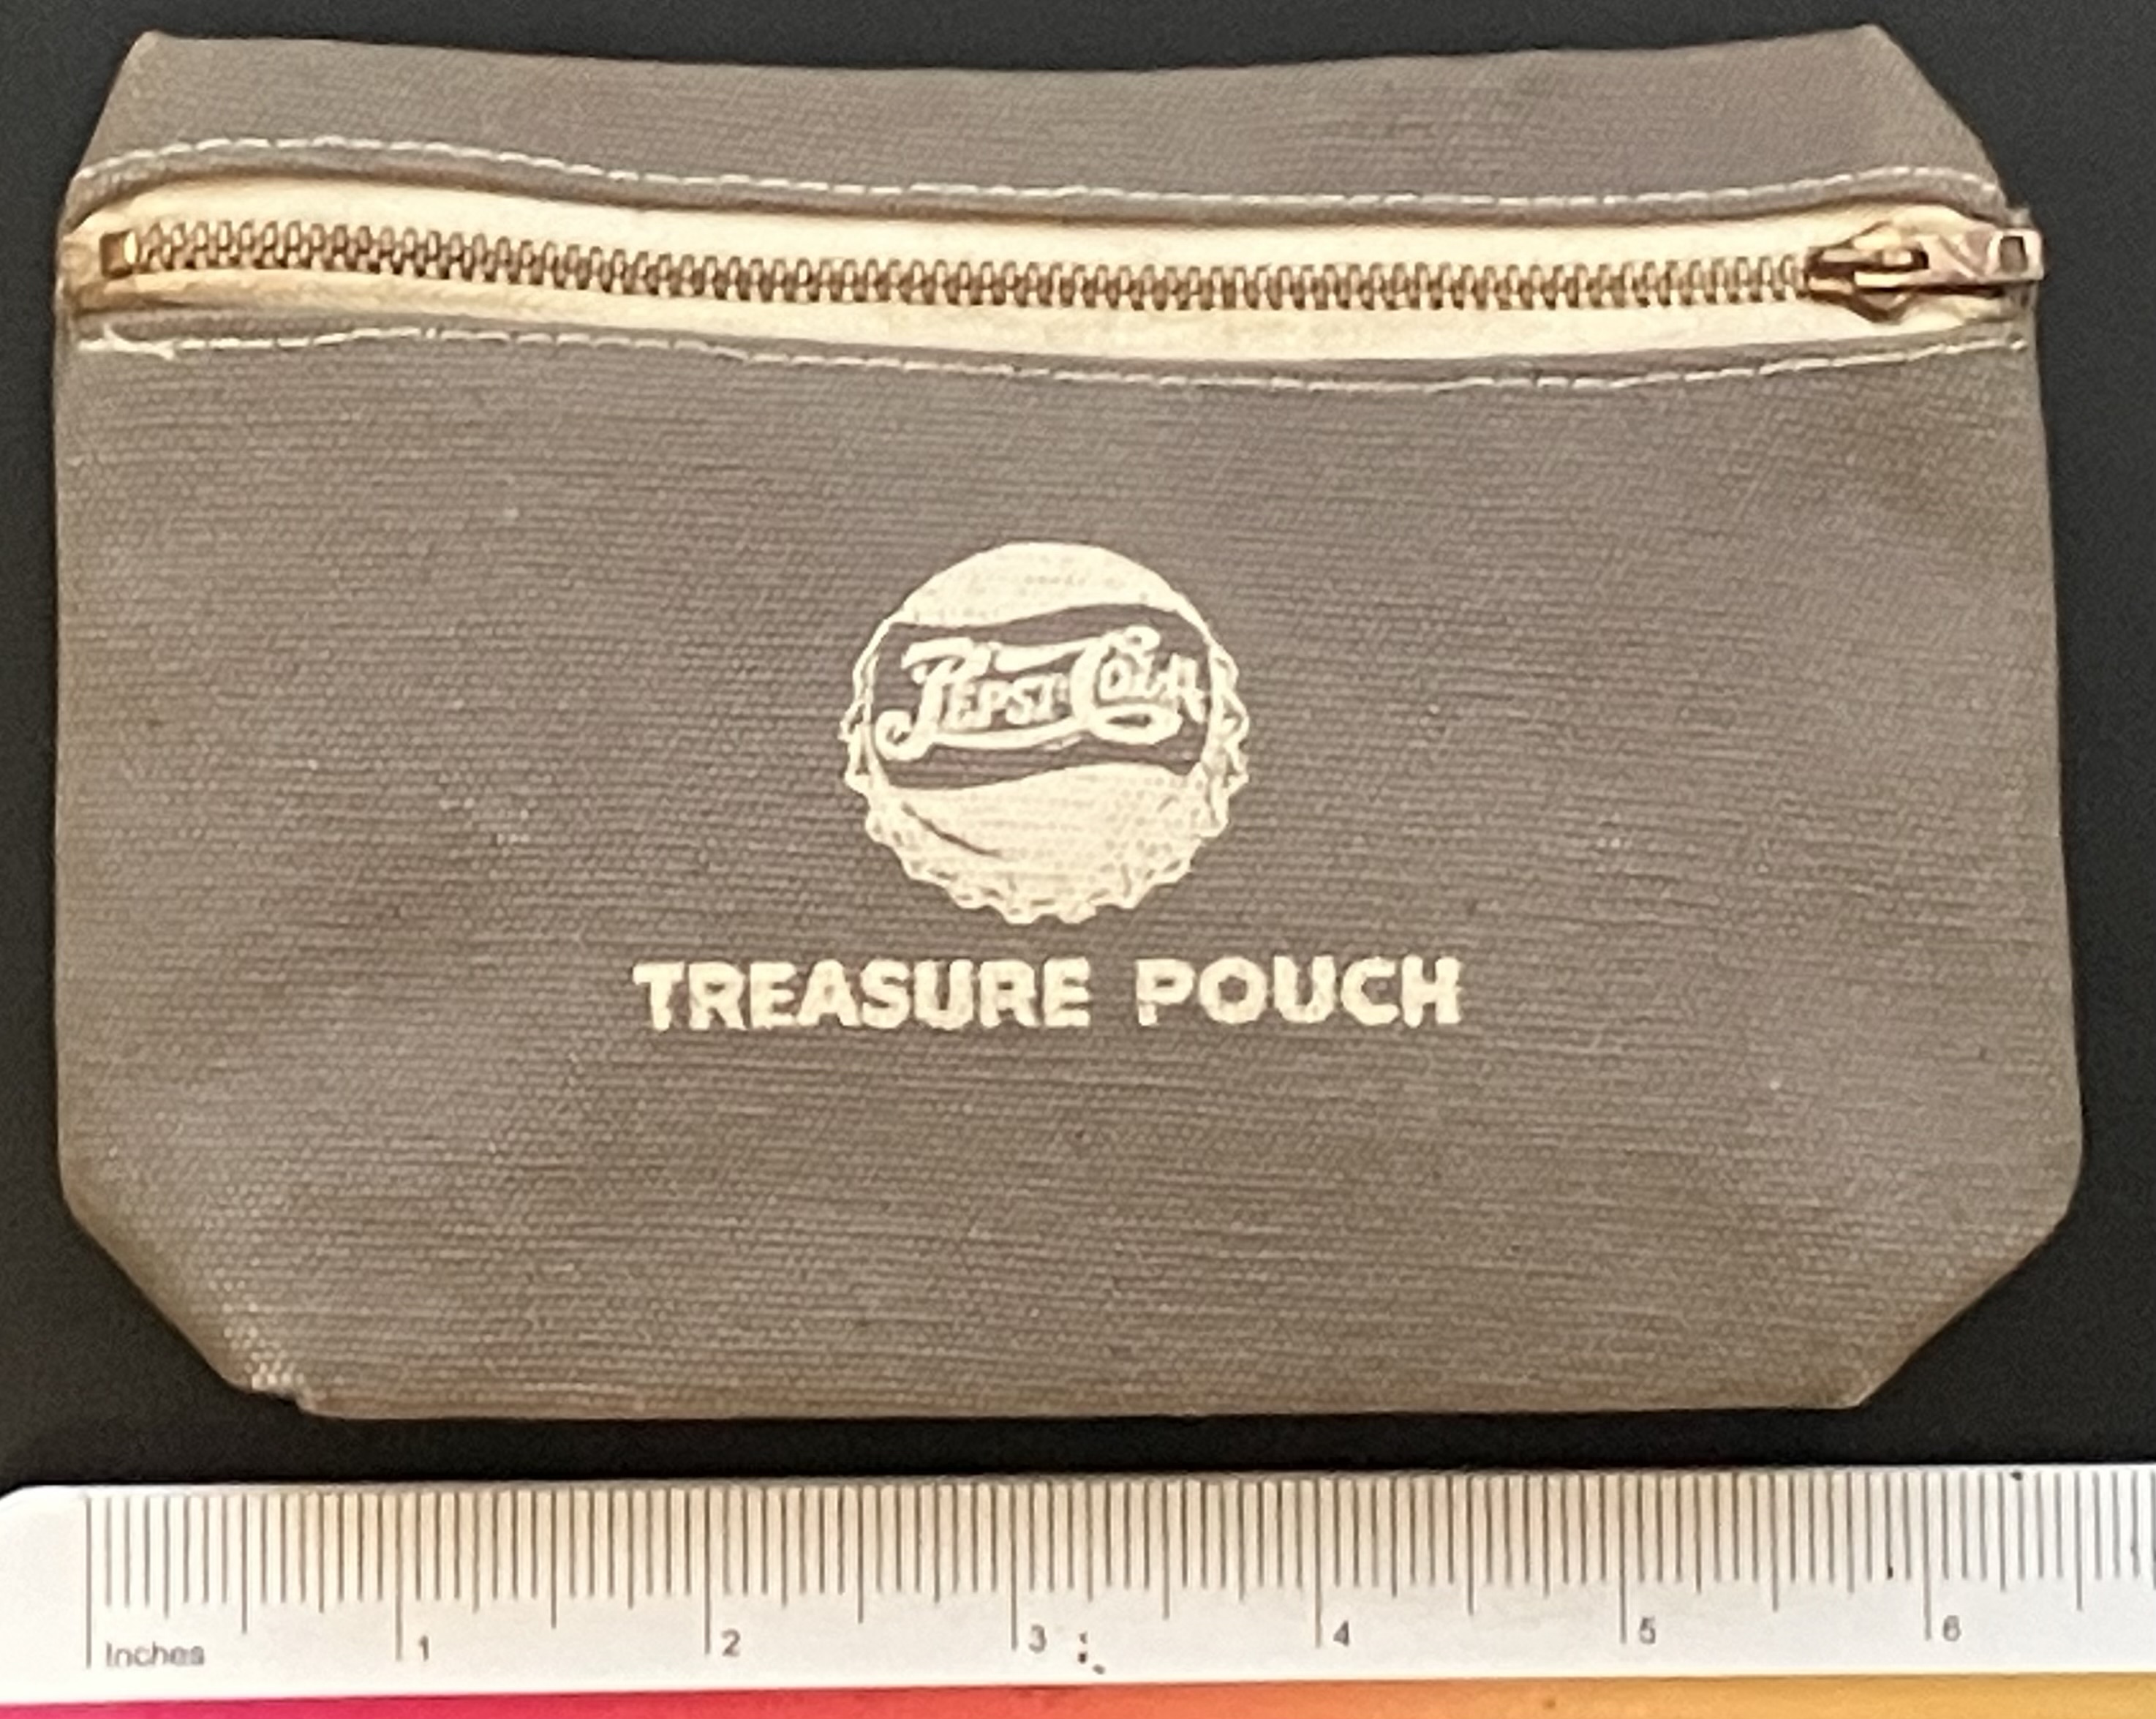 PEPSI-COLA
TREASURE POUCH
Inches 1 2 3 4 5 6